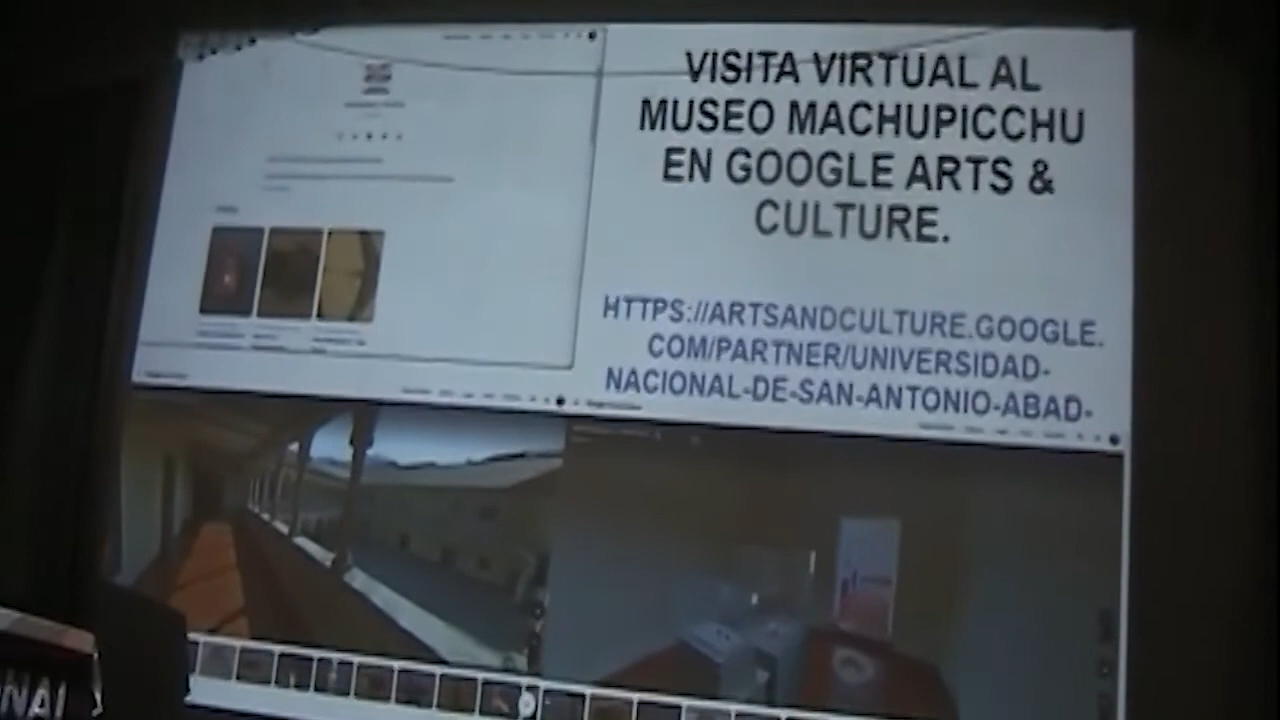 VISITA VIRTUAL AL
MUSEO MACHUPICCHU
EN GOOGLE ARTS &
CULTURE.
HTTPS://ARTSANDCULTURE.GOOGLE.
COM/PARTNER/UNIVERSIDAD-
NACIONAL-DE-SAN-ANTONIO-ABAD-